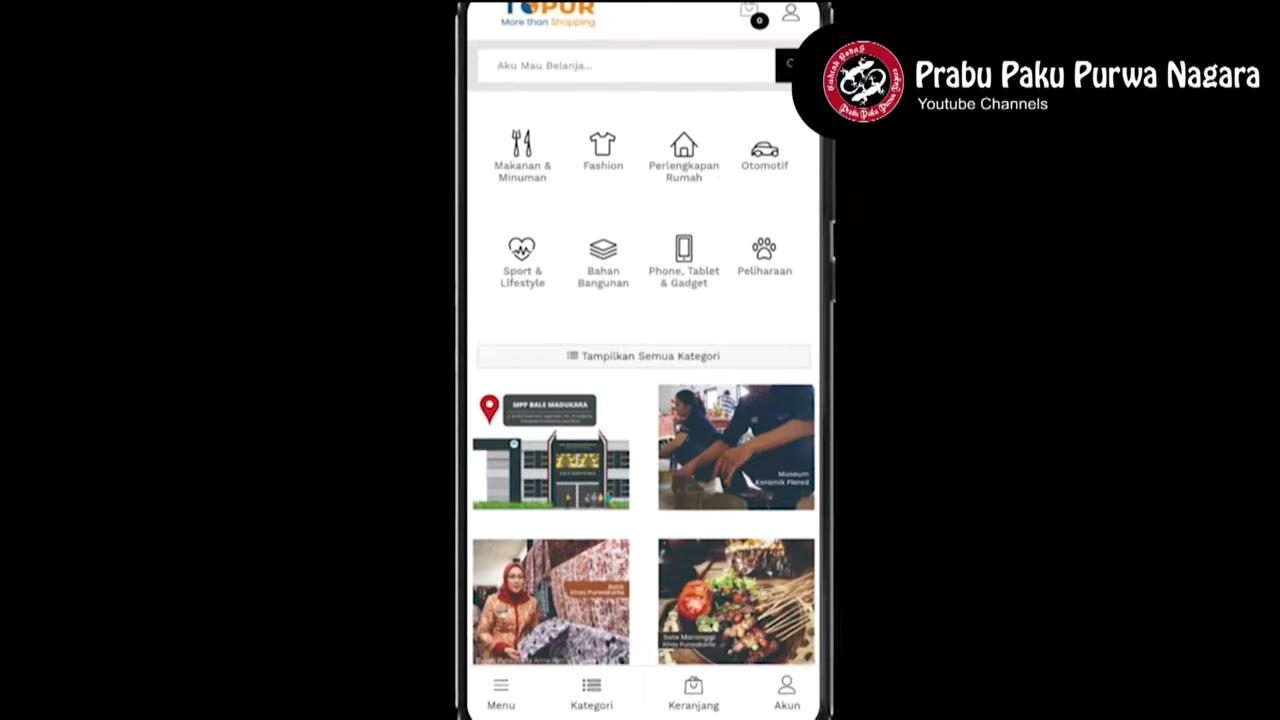 TOPUR
More than Shopping
0
Aku Mau Belanja...
Prabu Paku Purwa Nagara
Youtube Channels
Makanan &
Minuman
Fashion
Perlengkapan
Rumah
Otomotif
Sport &
Lifestyle
Bahan
Bangunan
Phone, Tablet
& Gadget
Peliharaan
Tampilkan Semua Kategori
MPP BALE MADUKARA
Museum
Keramik Plered
Batik
Khas Purwakarta
Sate Maranggi
Khas Purwakarta
Menu
Kategori
Keranjang
Akun